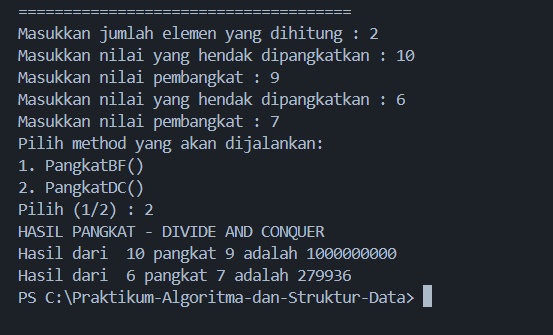 =====================================
Masukkan jumlah elemen yang dihitung : 2
Masukkan nilai yang hendak dipangkatkan : 10
Masukkan nilai pembangkat : 9
Masukkan nilai yang hendak dipangkatkan : 6
Masukkan nilai pembangkat : 7
Pilih method yang akan dijalankan:
1. PangkatBF()
2. PangkatDC()
Pilih (1/2) : 2
HASIL PANGKAT - DIVIDE AND CONQUER
Hasil dari  10 pangkat 9 adalah 1000000000
Hasil dari  6 pangkat 7 adalah 279936
PS C:\Praktikum-Algoritma-dan-Struktur-Data>